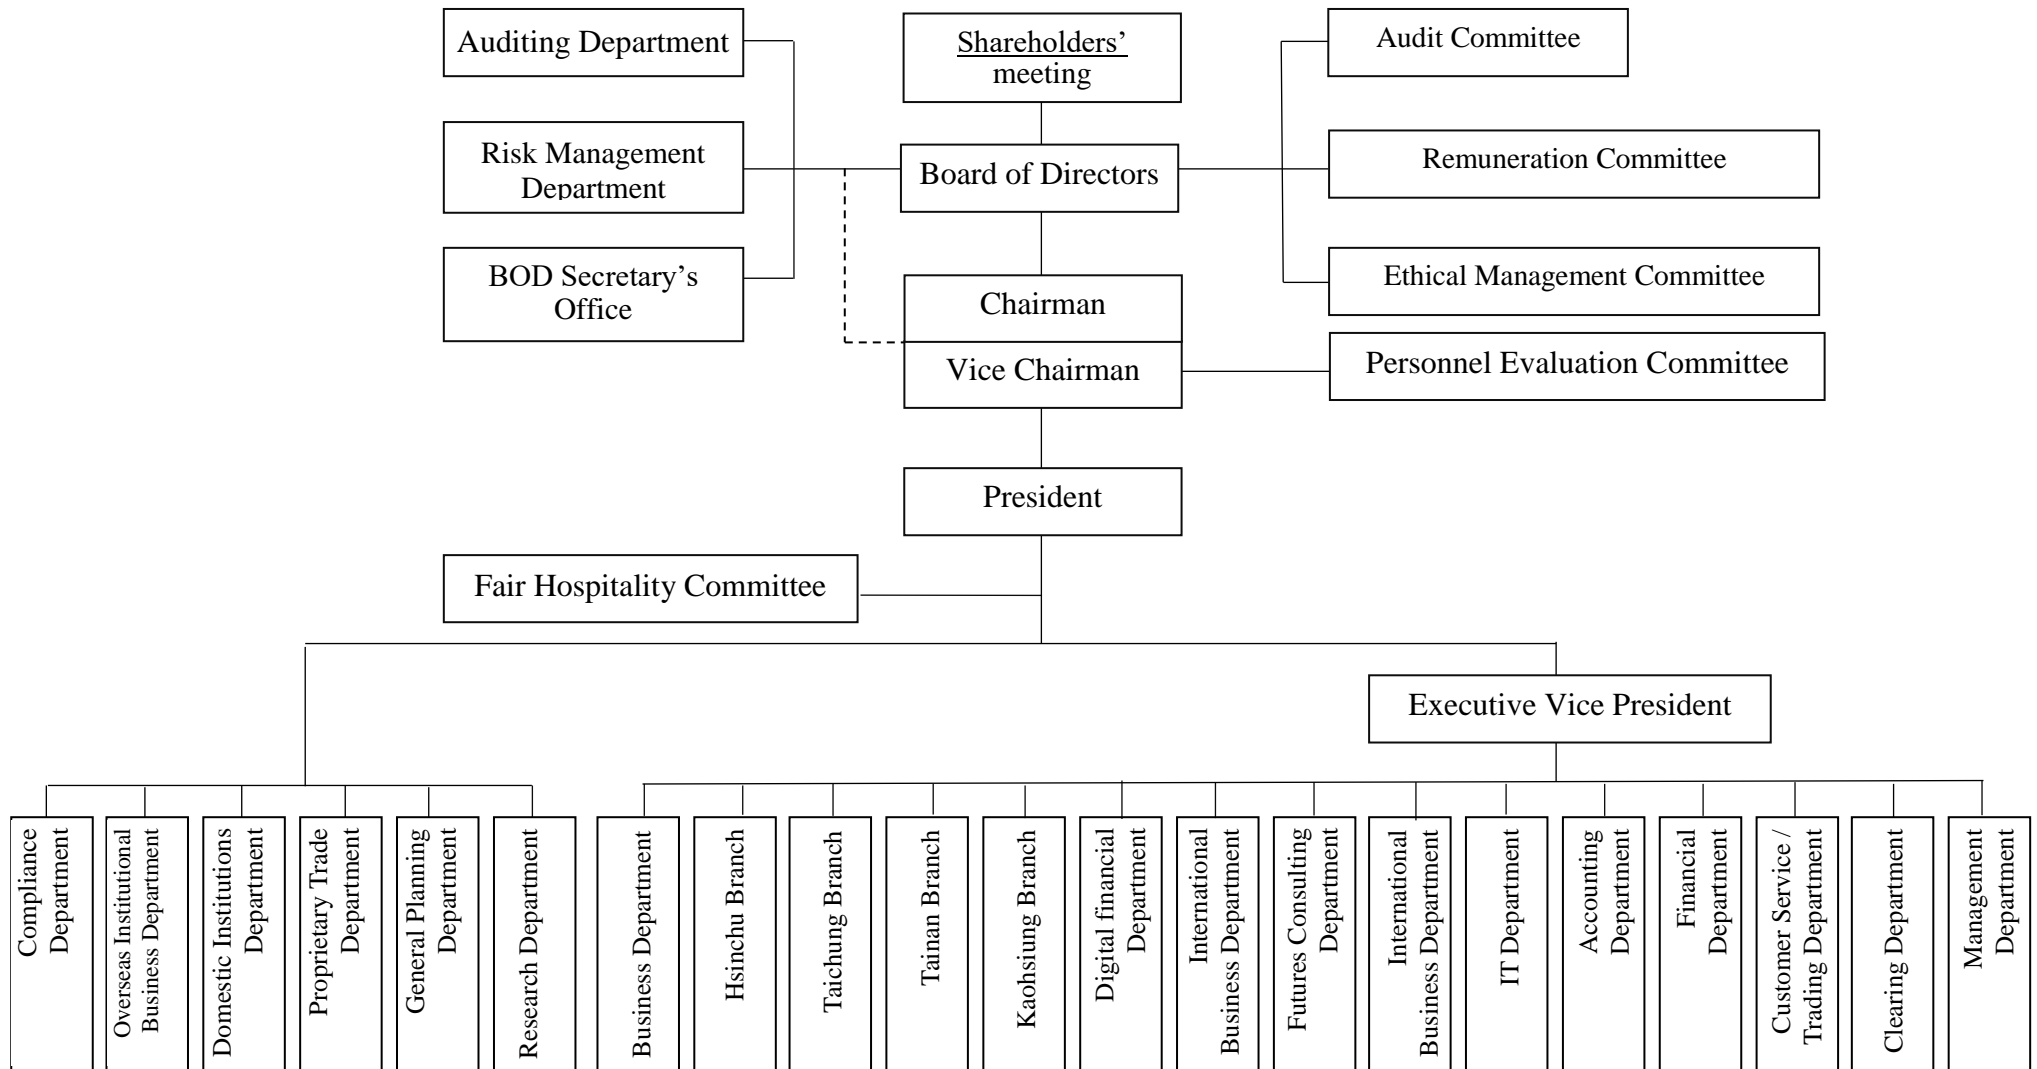 Auditing Department
Shareholders’
meeting
Audit Committee
Risk Management
Department
Board of Directors
Remuneration Committee
BOD Secretary’s
Office
Chairman
Ethical Management Committee
Vice Chairman
Personnel Evaluation Committee
President
Fair Hospitality Committee
Executive Vice President
Compliance
Department
Overseas Institutional
Business Department
Domestic Institutions
Department
Proprietary Trade
Department
General Planning
Department
Research Department
Business Department
Hsinchu Branch
Taichung Branch
Tainan Branch
Kaohsiung Branch
Digital financial
Department
International
Business Department
Futures Consulting
Department
International
Business Department
IT Department
Accounting
Department
Financial
Department
Customer Service /
Trading Department
Clearing Department
Management
Department